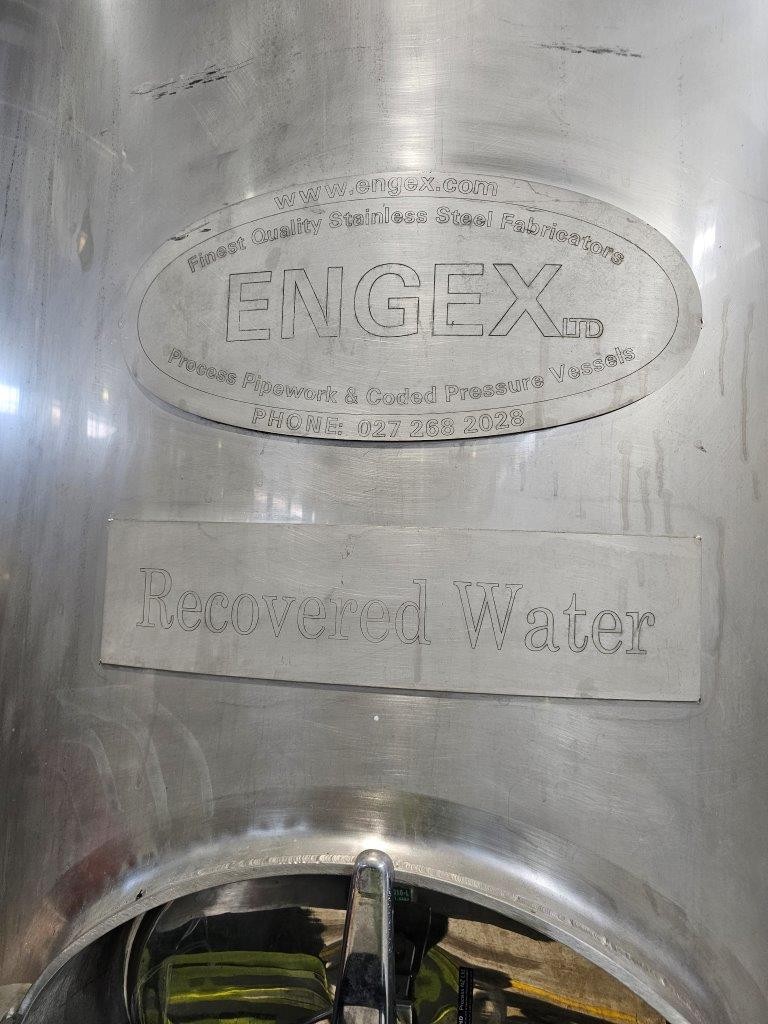 www.engex.com
Finest Quality Stainless Steel Fabricators
ENGEX LTD
Process Pipework & Coded Pressure Vessels
PHONE: 027 268 2028
Recovered Water